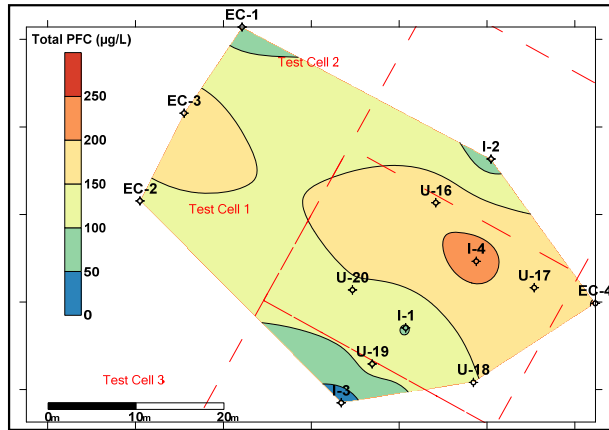 EC-1
Total PFC (µg/L)
Test Cell 2
250
EC-3
200
I-2
150
EC-2
U-16
Test Cell 1
100
I-4
50
U-20
U-17
EC-4
0
I-1
U-19
U-18
Test Cell 3
I-3
0m 10m 20m